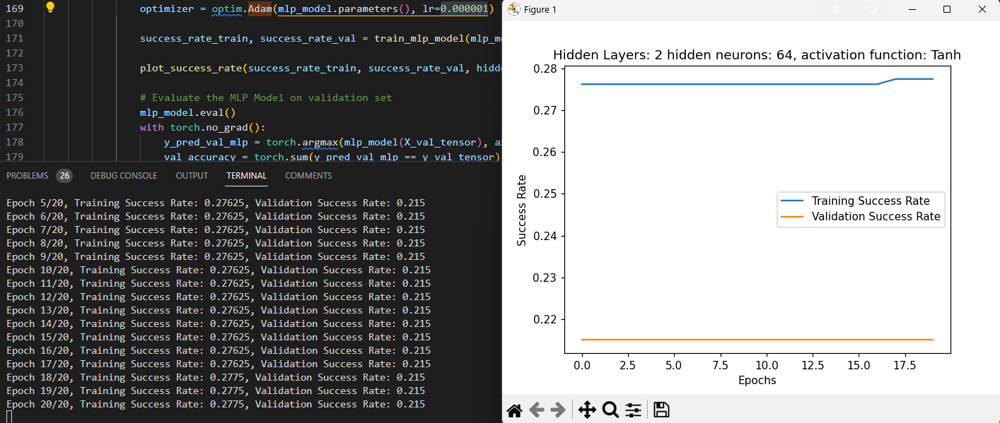 169 optimizer = optim.Adam(mlp_model.parameters(), lr=0.000001)
170
171 success_rate_train, success_rate_val = train_mlp_model(mlp_m
172
173 plot_success_rate(success_rate_train, success_rate_val, hidd
174
175 # Evaluate the MLP Model on validation set
176 mlp_model.eval()
177 with torch.no_grad():
178 y_pred_val_mlp = torch.argmax(mlp_model(X_val_tensor), a
179 val_accuracy = torch.sum(y_pred_val_mlp == y_val_tensor)
PROBLEMS 26 DEBUG CONSOLE OUTPUT TERMINAL COMMENTS
Epoch 5/20, Training Success Rate: 0.27625, Validation Success Rate: 0.215
Epoch 6/20, Training Success Rate: 0.27625, Validation Success Rate: 0.215
Epoch 7/20, Training Success Rate: 0.27625, Validation Success Rate: 0.215
Epoch 8/20, Training Success Rate: 0.27625, Validation Success Rate: 0.215
Epoch 9/20, Training Success Rate: 0.27625, Validation Success Rate: 0.215
Epoch 10/20, Training Success Rate: 0.27625, Validation Success Rate: 0.215
Epoch 11/20, Training Success Rate: 0.27625, Validation Success Rate: 0.215
Epoch 12/20, Training Success Rate: 0.27625, Validation Success Rate: 0.215
Epoch 13/20, Training Success Rate: 0.27625, Validation Success Rate: 0.215
Epoch 14/20, Training Success Rate: 0.27625, Validation Success Rate: 0.215
Epoch 15/20, Training Success Rate: 0.27625, Validation Success Rate: 0.215
Epoch 16/20, Training Success Rate: 0.27625, Validation Success Rate: 0.215
Epoch 17/20, Training Success Rate: 0.27625, Validation Success Rate: 0.215
Epoch 18/20, Training Success Rate: 0.2775, Validation Success Rate: 0.215
Epoch 19/20, Training Success Rate: 0.2775, Validation Success Rate: 0.215
Epoch 20/20, Training Success Rate: 0.2775, Validation Success Rate: 0.215
Figure 1
Hidden Layers: 2 hidden neurons: 64, activation function: Tanh
0.28
0.27
0.26
0.25
0.24
0.23
0.22
Success Rate
Training Success Rate
Validation Success Rate
0.0 2.5 5.0 7.5 10.0 12.5 15.0 17.5
Epochs